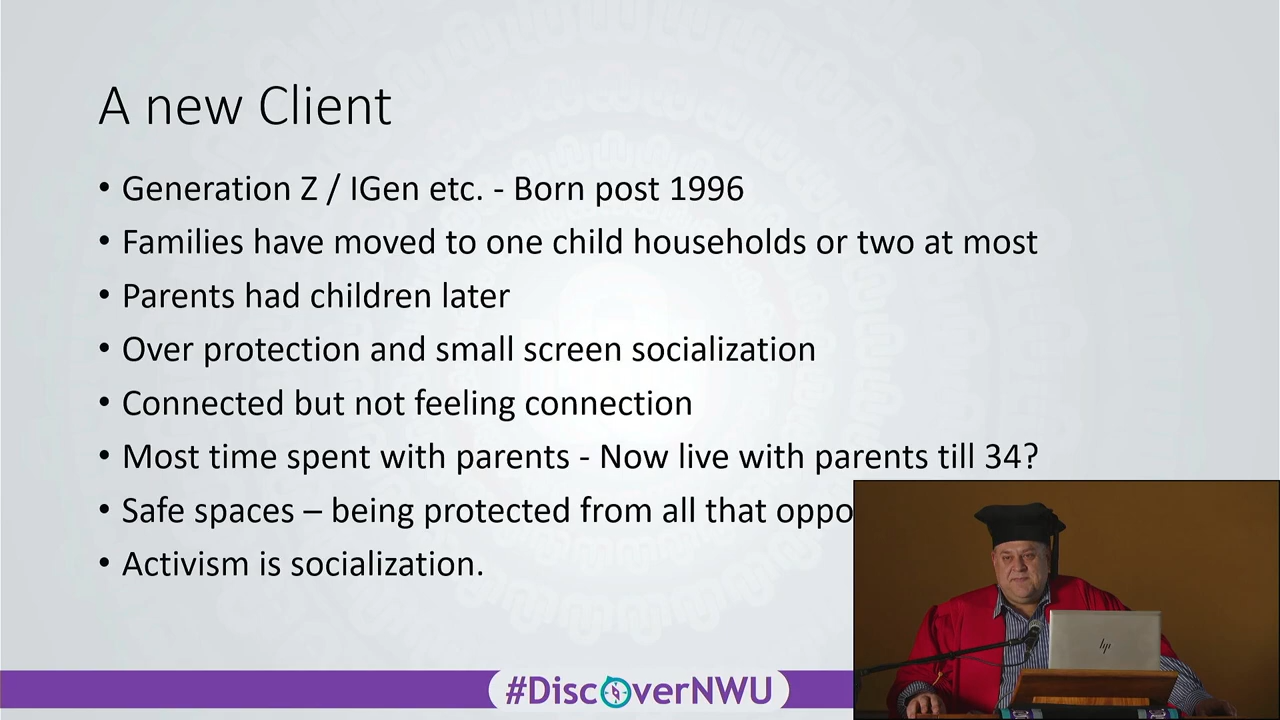 A new Client
• Generation Z / IGen etc. - Born post 1996
• Families have moved to one child households or two at most
• Parents had children later
• Over protection and small screen socialization
• Connected but not feeling connection
• Most time spent with parents - Now live with parents till 34?
• Safe spaces – being protected from all that oppo
• Activism is socialization.
hp
#DiscoverNWU